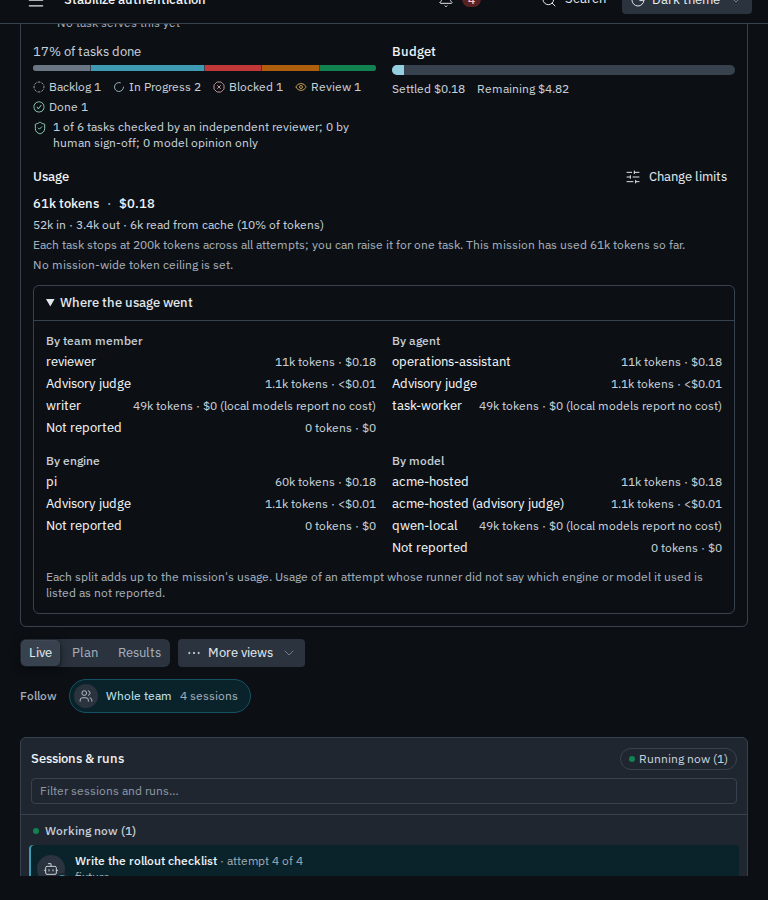 Stabilize authentication
4
Search
Dark theme
No task serves this yet
17% of tasks done
Backlog 1
In Progress 2
Blocked 1
Review 1
Done 1
1 of 6 tasks checked by an independent reviewer; 0 by
human sign-off; 0 model opinion only
Budget
Settled $0.18 Remaining $4.82
Usage
Change limits
61k tokens · $0.18
52k in · 3.4k out · 6k read from cache (10% of tokens)
Each task stops at 200k tokens across all attempts; you can raise it for one task. This mission has used 61k tokens so far.
No mission-wide token ceiling is set.
Where the usage went
By team member
reviewer 11k tokens · $0.18
Advisory judge 1.1k tokens · <$0.01
writer 49k tokens · $0 (local models report no cost)
Not reported 0 tokens · $0
By agent
operations-assistant 11k tokens · $0.18
Advisory judge 1.1k tokens · <$0.01
task-worker 49k tokens · $0 (local models report no cost)
By engine
pi 60k tokens · $0.18
Advisory judge 1.1k tokens · <$0.01
Not reported 0 tokens · $0
By model
acme-hosted 11k tokens · $0.18
acme-hosted (advisory judge) 1.1k tokens · <$0.01
qwen-local 49k tokens · $0 (local models report no cost)
Not reported 0 tokens · $0
Each split adds up to the mission's usage. Usage of an attempt whose runner did not say which engine or model it used is
listed as not reported.
Live
Plan
Results
More views
Follow
Whole team 4 sessions
Sessions & runs
Running now (1)
Filter sessions and runs...
Working now (1)
Write the rollout checklist · attempt 4 of 4